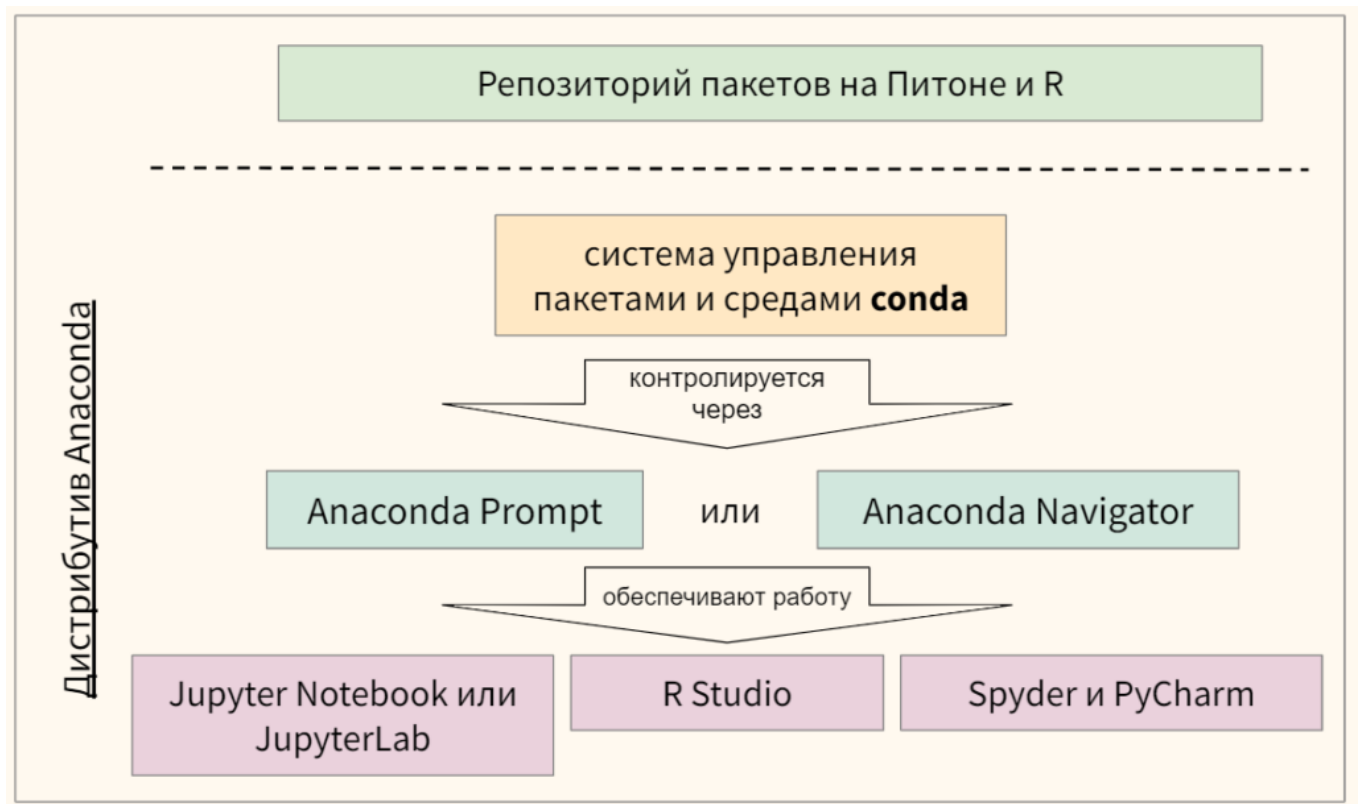 Репозиторий пакетов на Питоне и R
система управления
пакетами и средами conda
контролируется
через
Anaconda Prompt
или
Anaconda Navigator
обеспечивают работу
Jupyter Notebook или
JupyterLab
R Studio
Spyder и PyCharm
Дистрибутив Anaconda